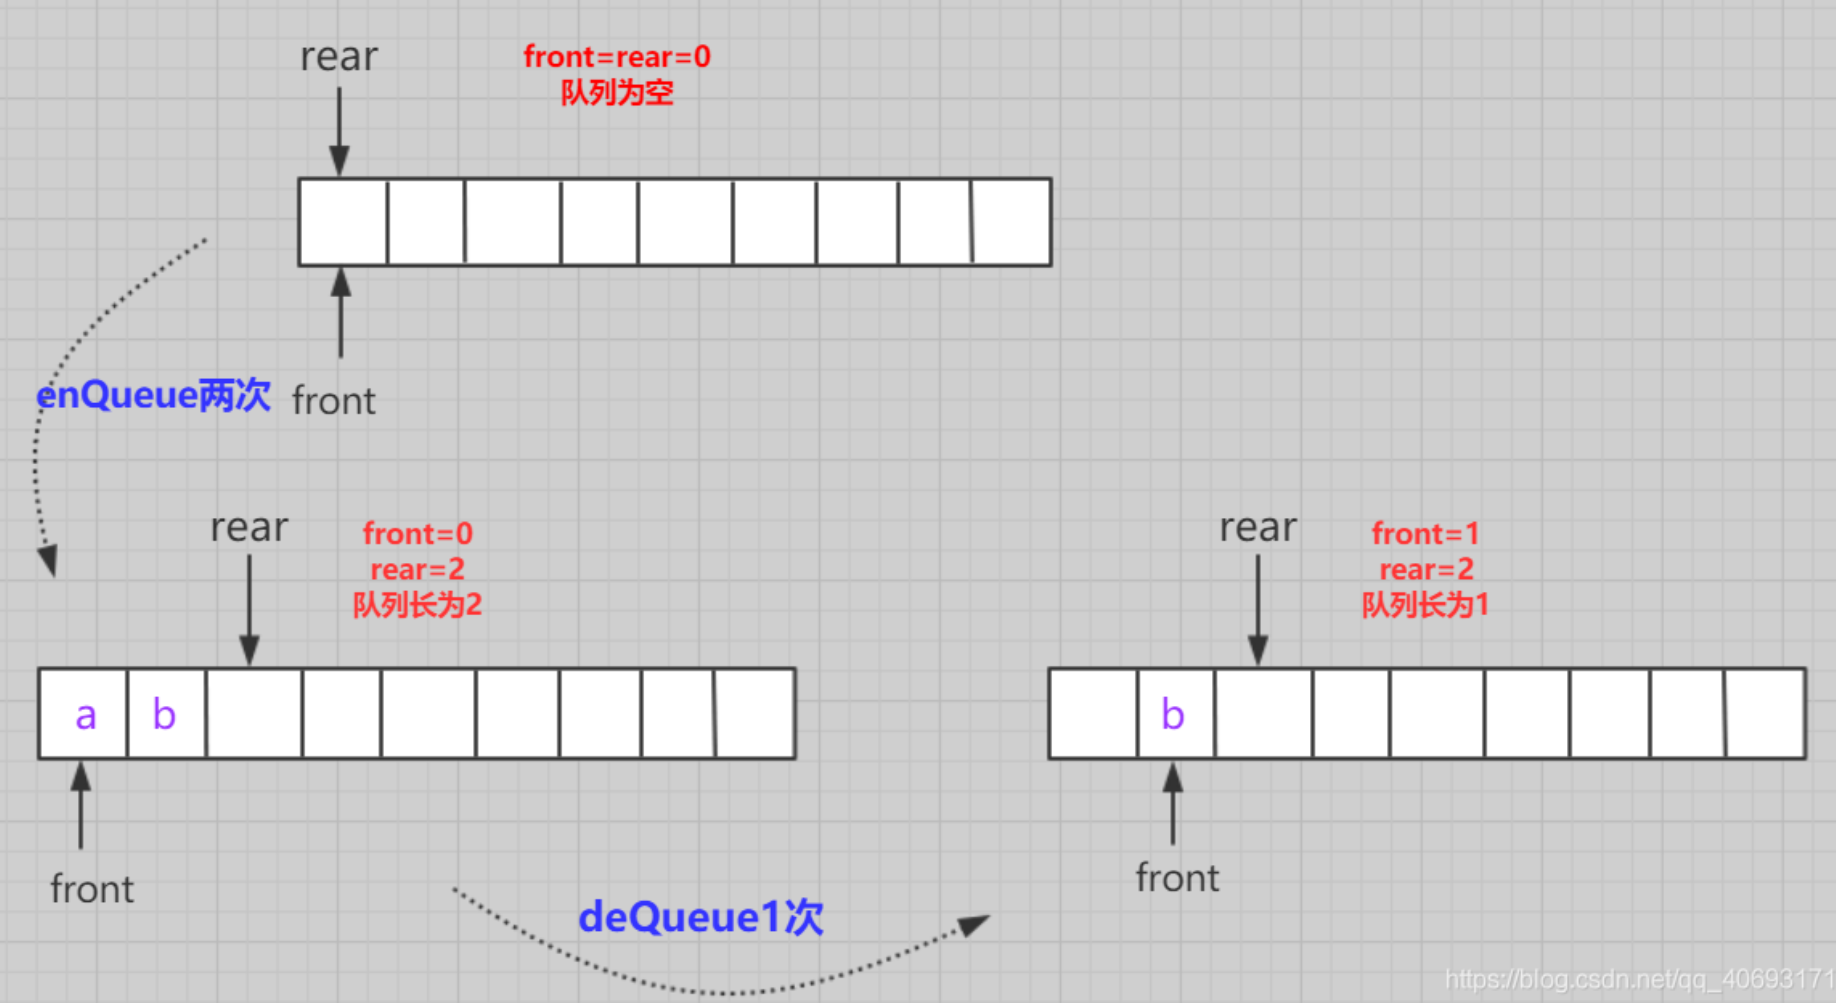 rear
front=rear=0
队列为空
enQueue两次
front
rear
front=0
rear=2
队列长为2
a b
front
deQueue1次
rear
front=1
rear=2
队列长为1
b
front
https://blog.csdn.net/qq_40693171